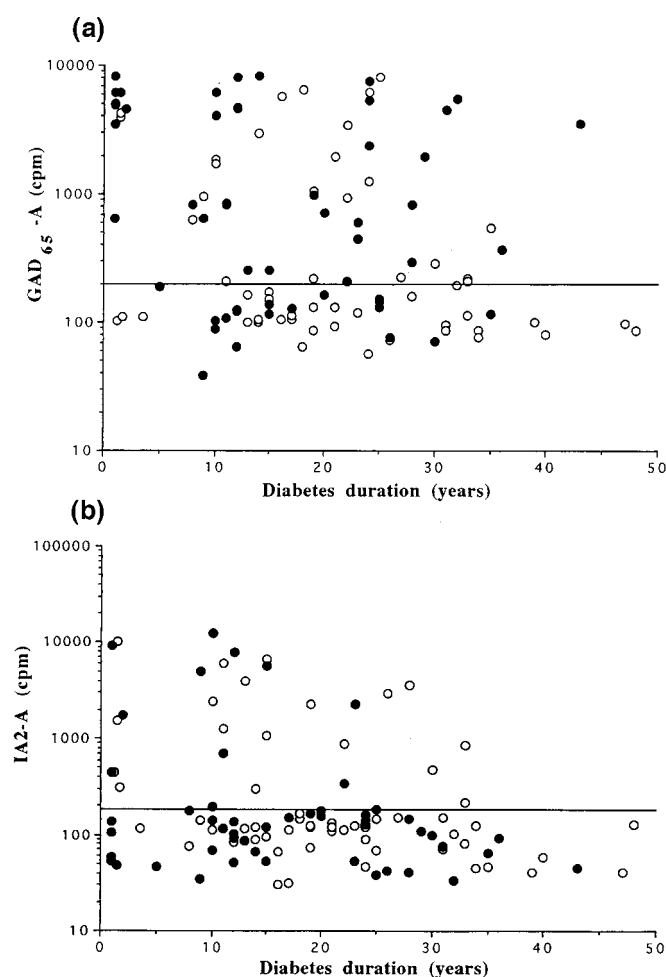 (a)
10000
1000
100
10
GAD65-A (cpm)
0 10 20 30 40 50
Diabetes duration (years)
(b)
100000
10000
1000
100
10
IA2-A (cpm)
0 10 20 30 40 50
Diabetes duration (years)